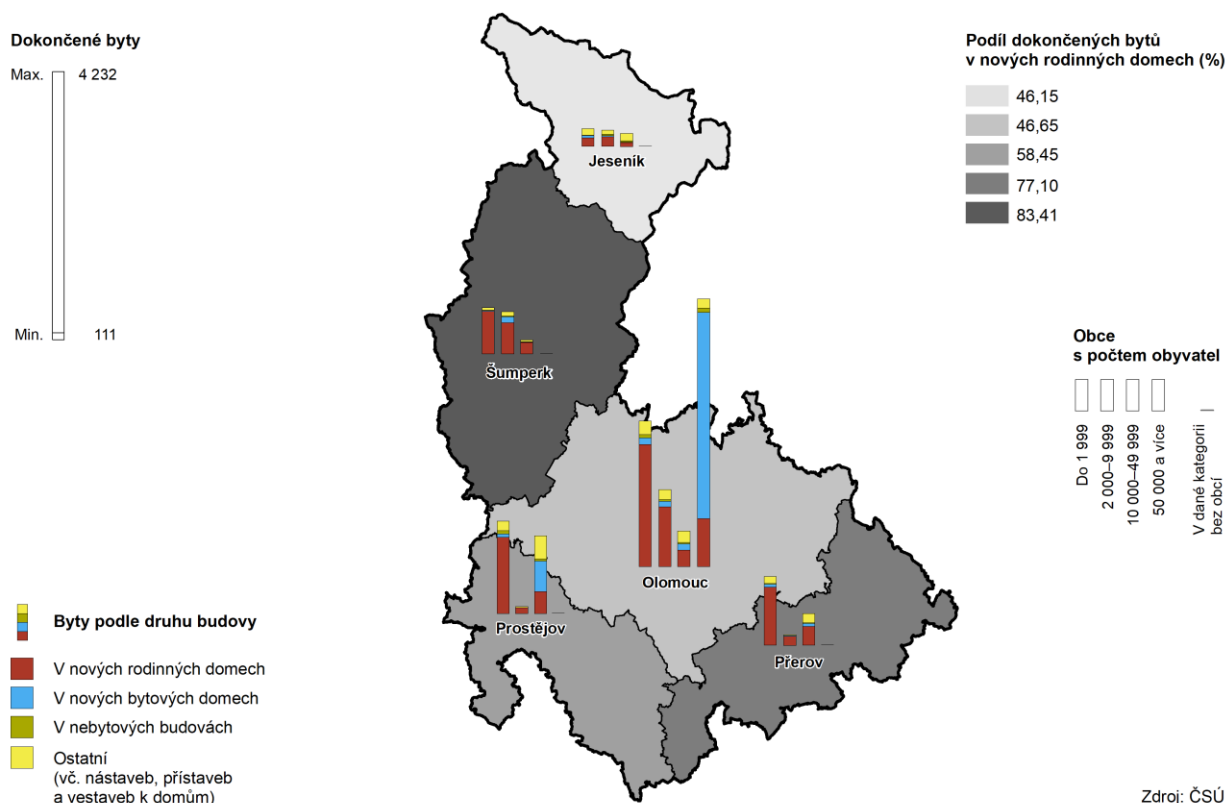 Dokončené byty
Max. 4 232
Min. 111
Podíl dokončených bytů
v nových rodinných domech (%)
46,15
46,65
58,45
77,10
83,41
Jeseník
Šumperk
Olomouc
Prostějov
Přerov
Obce
s počtem obyvatel
Do 1 999
2 000–9 999
10 000–49 999
50 000 a více
V dané kategorii
bez obcí
Byty podle druhu budovy
V nových rodinných domech
V nových bytových domech
V nebytových budovách
Ostatní
(vč. nástaveb, přístaveb
a vestaveb k domům)
Zdroj: ČSÚ